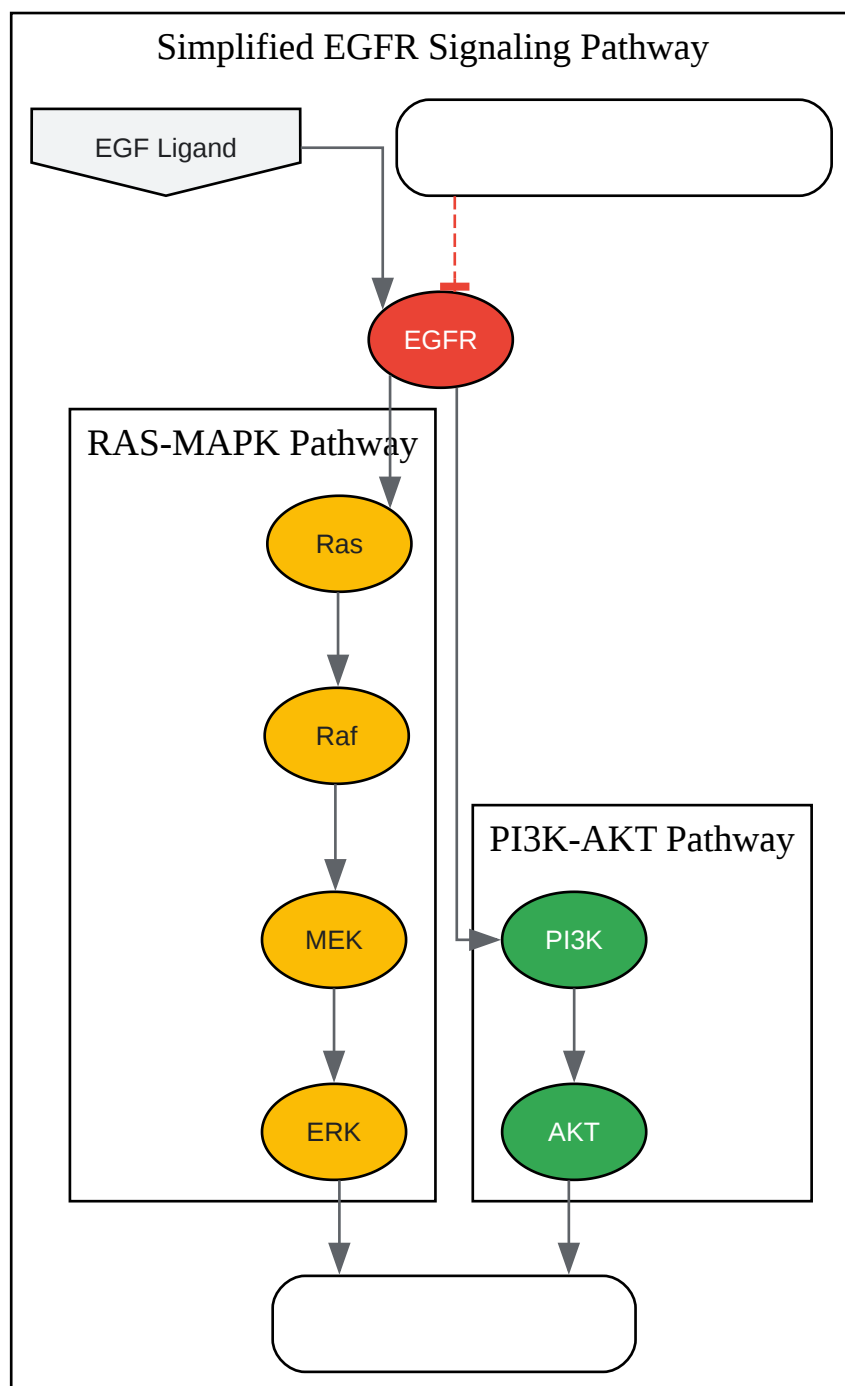 Simplified EGFR Signaling Pathway
EGF Ligand
EGFR
RAS-MAPK Pathway
Ras
Raf
MEK
ERK
PI3K-AKT Pathway
PI3K
AKT